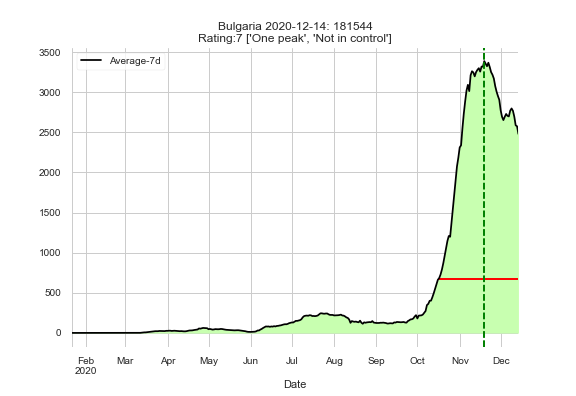 Bulgaria 2020-12-14: 181544
Rating:7 ['One peak', 'Not in control']
Average-7d
3500
3000
2500
2000
1500
1000
500
0
Feb Mar Apr May Jun Jul Aug Sep Oct Nov Dec
2020
Date